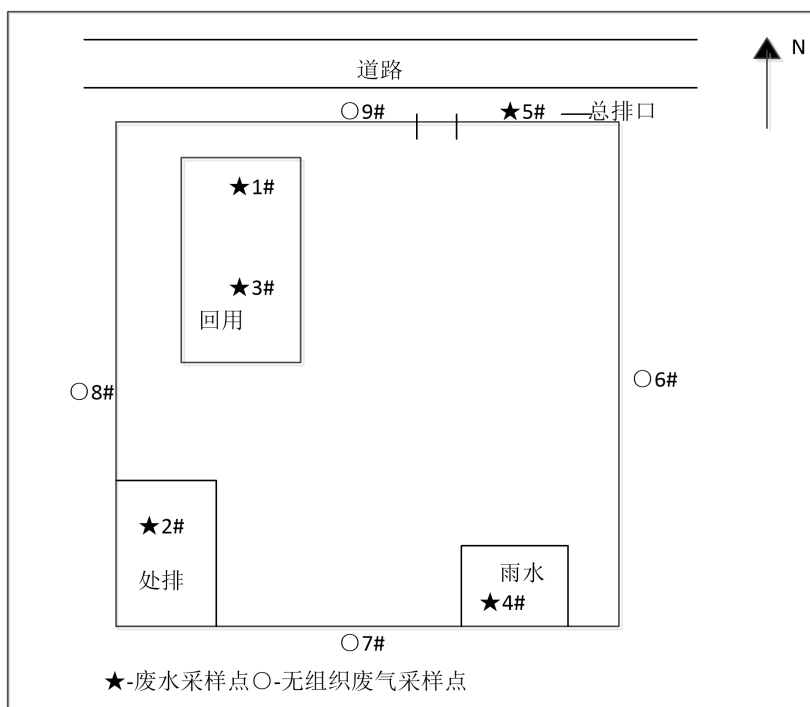 N
道路
○9#
★5#
总排口
★1#
★3#
回用
○8#
○6#
★2#
处排
雨水
★4#
○7#
★-废水采样点○-无组织废气采样点